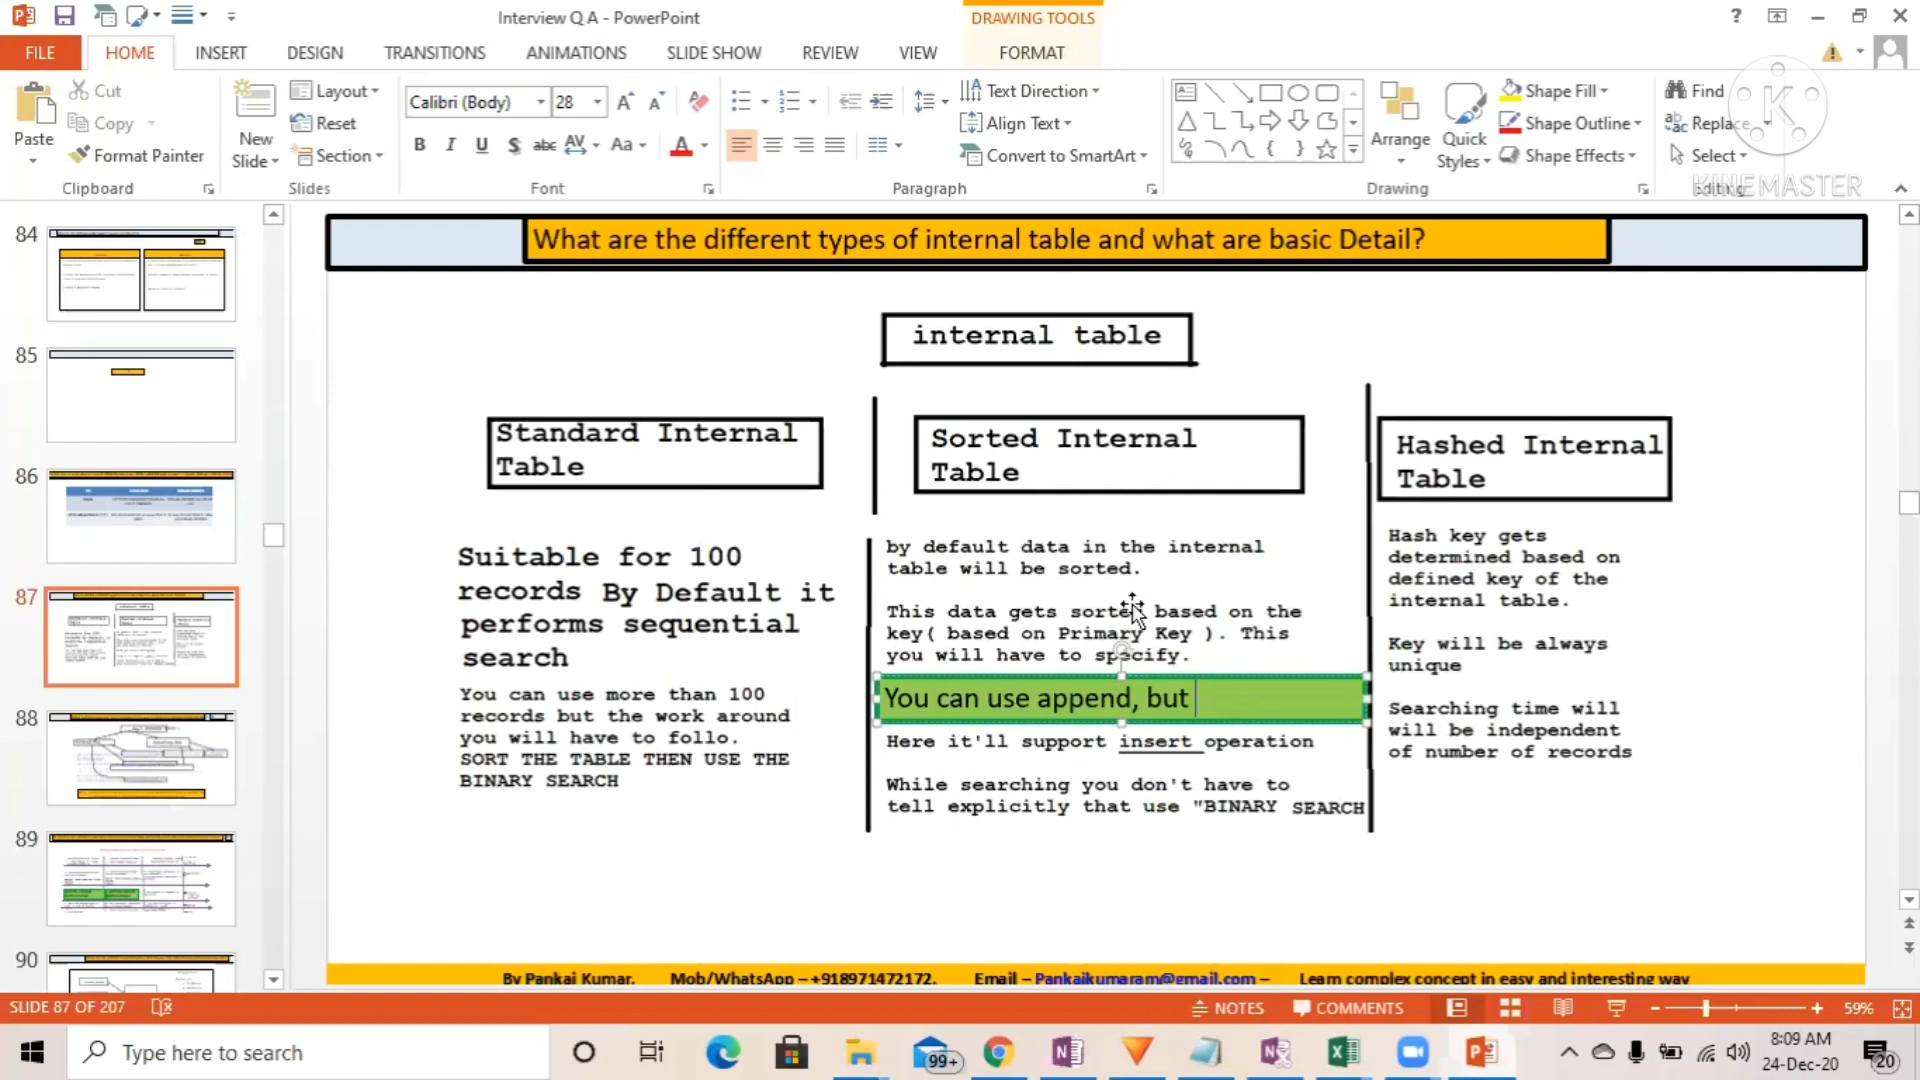 Interview Q A - PowerPoint
DRAWING TOOLS
FILE
HOME
INSERT
DESIGN
TRANSITIONS
ANIMATIONS
SLIDE SHOW
REVIEW
VIEW
FORMAT
Paste
Cut
Copy
Format Painter
Clipboard
New
Slide
Layout
Reset
Section
Slides
Calibri (Body)
28
B I U S abc AV Aa A
Font
Text Direction
Align Text
Convert to SmartArt
Paragraph
Arrange
Quick
Styles
Shape Fill
Shape Outline
Shape Effects
Drawing
Find
Replace
Select
Editing
K
KINEMASTER
84
85
86
87
88
89
90
What are the different types of internal table and what are basic Detail?
internal table
Standard Internal
Table
Suitable for 100
records By Default it
performs sequential
search
You can use more than 100
records but the work around
you will have to follo.
SORT THE TABLE THEN USE THE
BINARY SEARCH
Sorted Internal
Table
by default data in the internal
table will be sorted.
This data gets sorted based on the
key( based on Primary Key ). This
you will have to specify.
You can use append, but
Here it'll support insert operation
While searching you don't have to
tell explicitly that use "BINARY SEARCH
Hashed Internal
Table
Hash key gets
determined based on
defined key of the
internal table.
Key will be always
unique
Searching time will
will be independent
of number of records
By Pankaj Kumar, Mob/WhatsApp – +918971472172, Email – Pankajkumaram@gmail.com – Learn complex concept in easy and interesting way
SLIDE 87 OF 207
NOTES
COMMENTS
59%
Type here to search
99+
8:09 AM
24-Dec-20
20